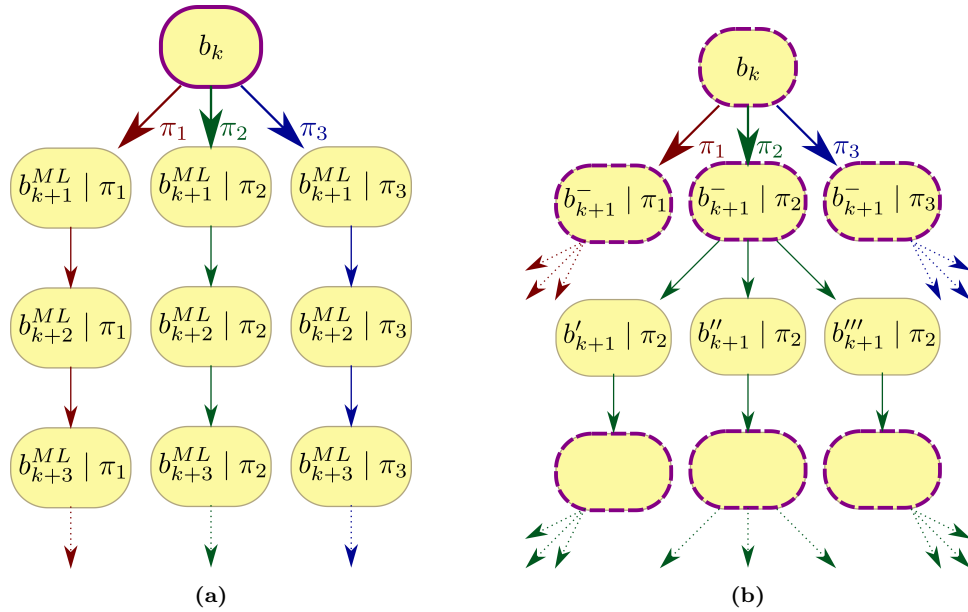 b_k
π_1 π_2 π_3
b^{ML}_{k+1} | π_1 b^{ML}_{k+1} | π_2 b^{ML}_{k+1} | π_3
b^{ML}_{k+2} | π_1 b^{ML}_{k+2} | π_2 b^{ML}_{k+2} | π_3
b^{ML}_{k+3} | π_1 b^{ML}_{k+3} | π_2 b^{ML}_{k+3} | π_3
(a)
b_k
π_1 π_2 π_3
b^-_{k+1} | π_1 b^-_{k+1} | π_2 b^-_{k+1} | π_3
b′_{k+1} | π_2 b″_{k+1} | π_2 b‴_{k+1} | π_2
(b)